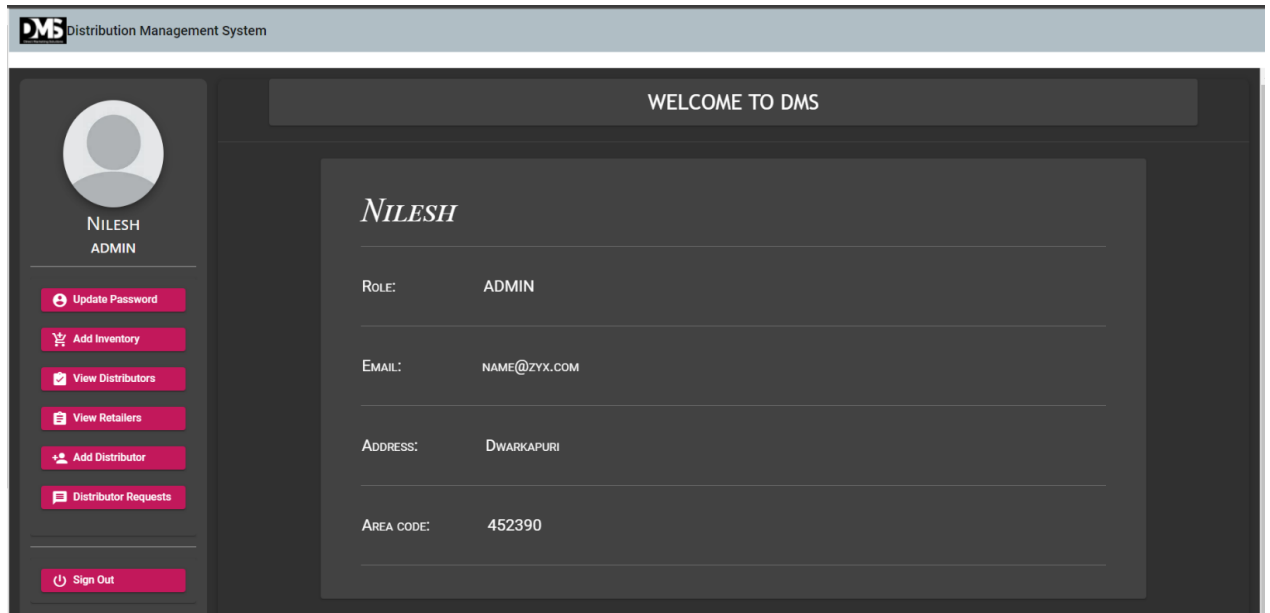 DMS Distribution Management System
WELCOME TO DMS
NILESH
ADMIN
Update Password
Add Inventory
View Distributors
View Retailers
Add Distributor
Distributor Requests
Sign Out
NILESH
ROLE: ADMIN
EMAIL: NAME@ZYX.COM
ADDRESS: DWARKAPURI
AREA CODE: 452390